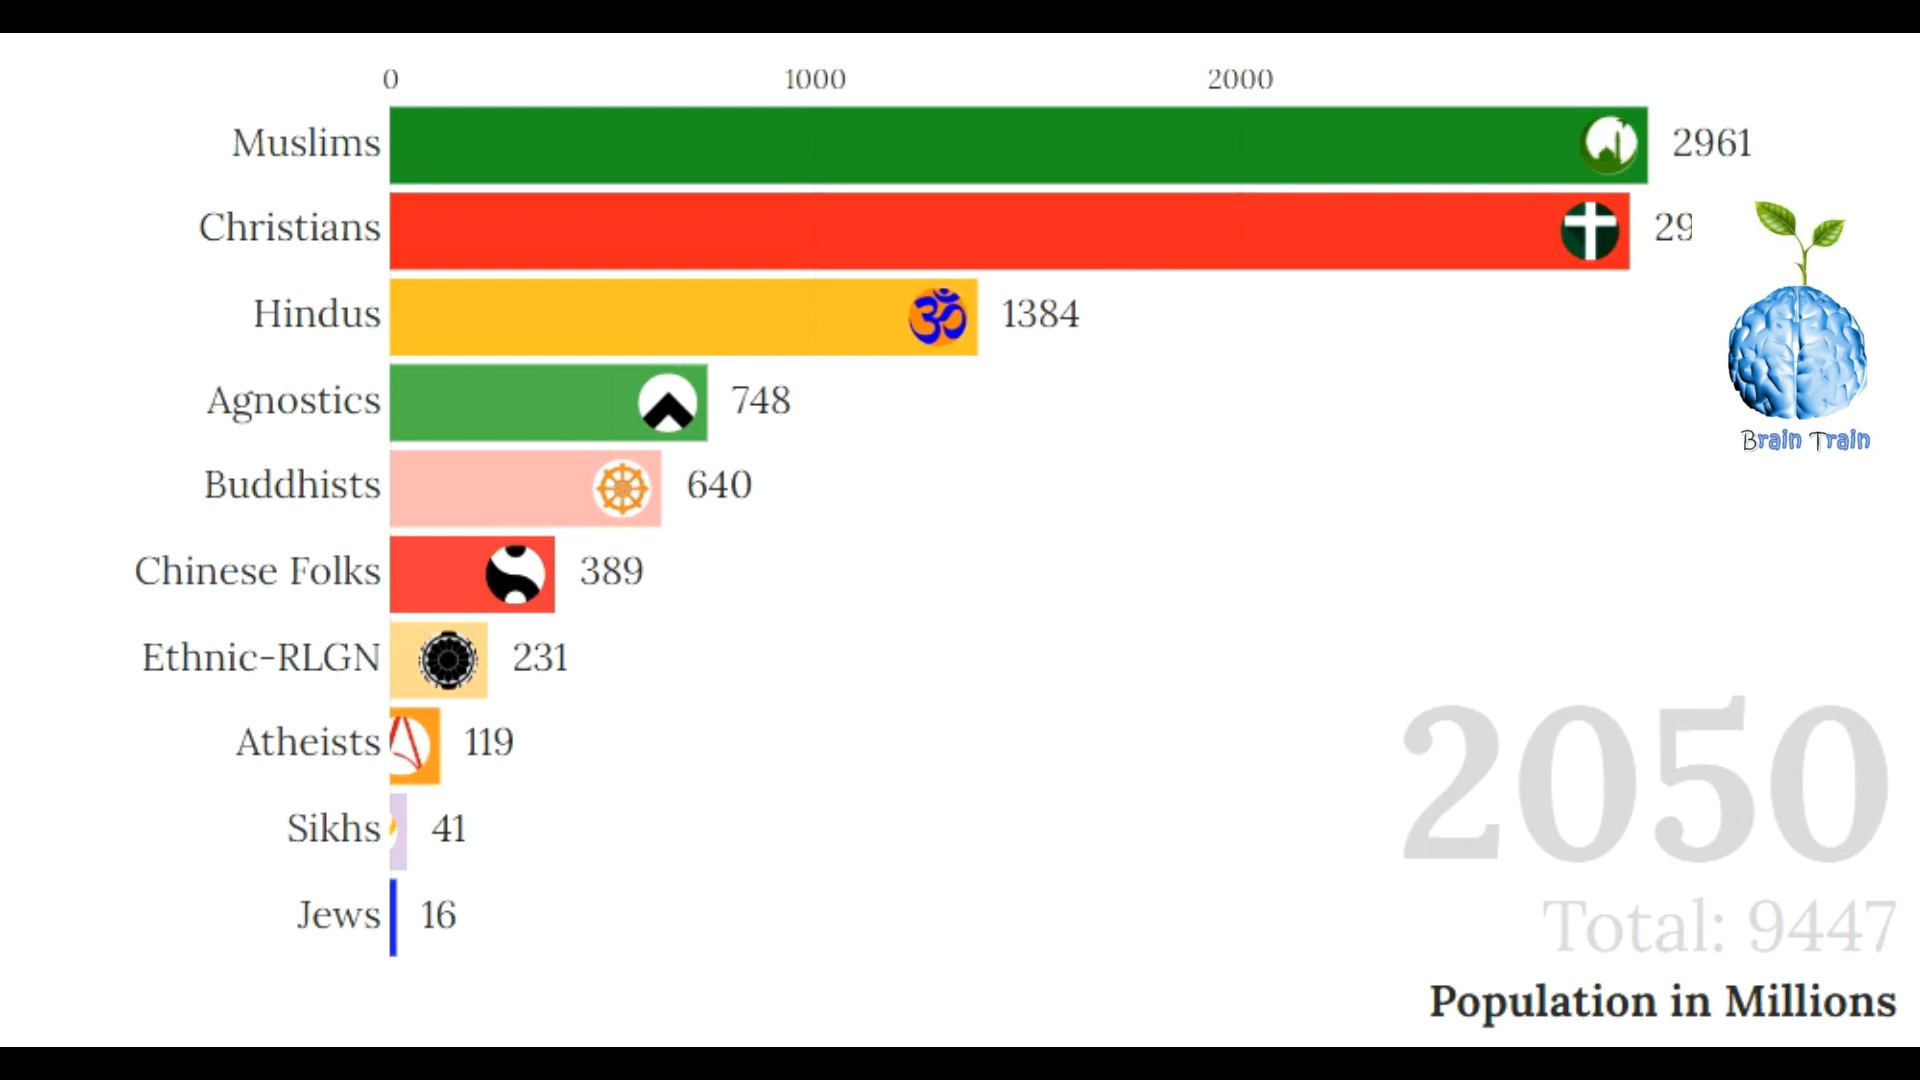 0 1000 2000
Muslims 2961
Christians 29
Hindus 1384
Agnostics 748
Buddhists 640
Chinese Folks 389
Ethnic-RLGN 231
Atheists 119
Sikhs 41
Jews 16
Brain Train
2050
Total: 9447
Population in Millions